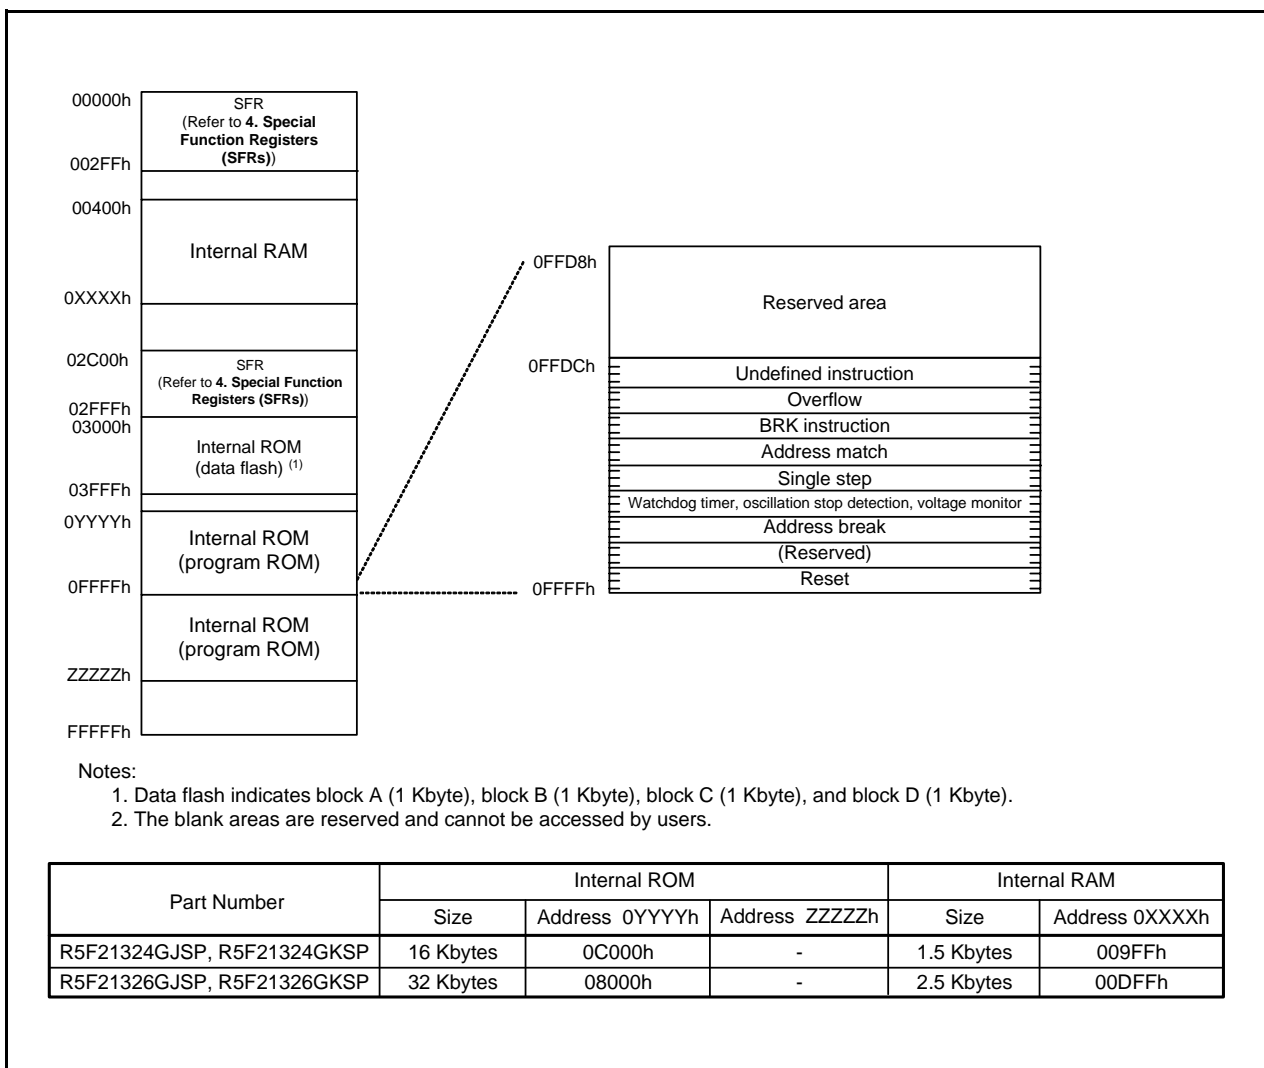 00000h
SFR
(Refer to 4. Special
Function Registers
(SFRs))
002FFh
00400h
Internal RAM
0XXXXh
02C00h
SFR
(Refer to 4. Special Function
Registers (SFRs))
02FFFh
03000h
Internal ROM
(data flash) (1)
03FFFh
0YYYYh
Internal ROM
(program ROM)
0FFFFh
Internal ROM
(program ROM)
ZZZZZh
FFFFFh
0FFD8h
Reserved area
0FFDCh
Undefined instruction
Overflow
BRK instruction
Address match
Single step
Watchdog timer, oscillation stop detection, voltage monitor
Address break
(Reserved)
Reset
0FFFFh
Notes:
1. Data flash indicates block A (1 Kbyte), block B (1 Kbyte), block C (1 Kbyte), and block D (1 Kbyte).
2. The blank areas are reserved and cannot be accessed by users.
Part Number Internal ROM Internal RAM
Size Address 0YYYYh Address ZZZZZh Size Address 0XXXXh
R5F21324GJSP, R5F21324GKSP 16 Kbytes 0C000h - 1.5 Kbytes 009FFh
R5F21326GJSP, R5F21326GKSP 32 Kbytes 08000h - 2.5 Kbytes 00DFFh